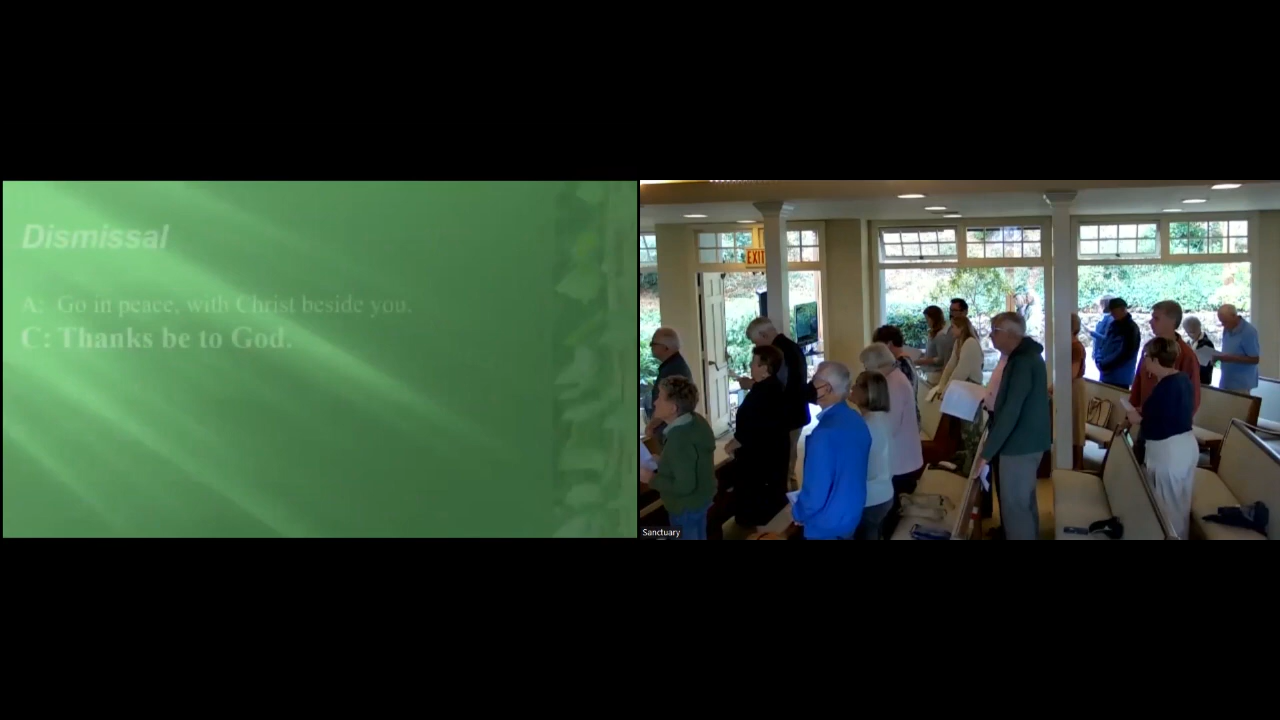 Dismissal
A: Go in peace, with Christ beside you.
C: Thanks be to God.
EXIT
Sanctuary